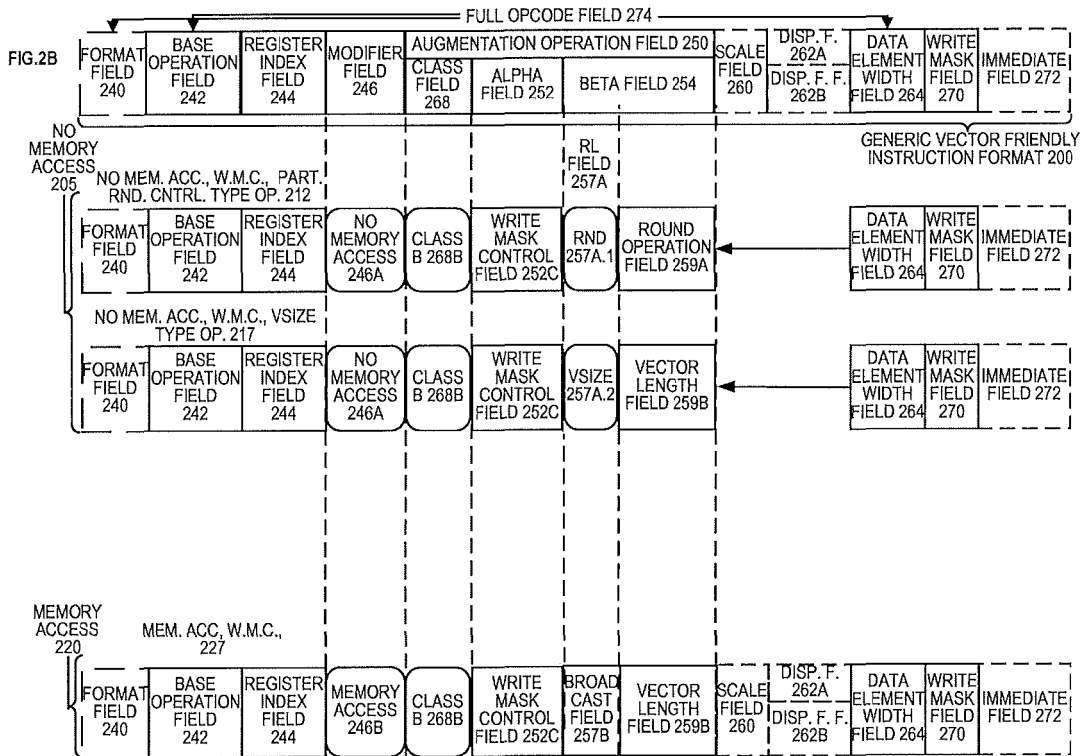 FULL OPCODE FIELD 274
FIG.2B
FORMAT
FIELD
240
BASE
OPERATION
FIELD
242
REGISTER
INDEX
FIELD
244
MODIFIER
FIELD
246
AUGMENTATION OPERATION FIELD 250
CLASS
FIELD
268
ALPHA
FIELD 252
BETA FIELD 254
SCALE
FIELD
260
DISP. F.
262A
DISP. F. F.
262B
DATA
ELEMENT
WIDTH
FIELD 264
WRITE
MASK
FIELD
270
IMMEDIATE
FIELD 272
GENERIC VECTOR FRIENDLY
INSTRUCTION FORMAT 200
NO
MEMORY
ACCESS
205
RL
FIELD
257A
NO MEM. ACC., W.M.C., PART.
RND. CNTRL. TYPE OP. 212
FORMAT
FIELD
240
BASE
OPERATION
FIELD
242
REGISTER
INDEX
FIELD
244
NO
MEMORY
ACCESS
246A
CLASS
B 268B
WRITE
MASK
CONTROL
FIELD 252C
RND
257A.1
ROUND
OPERATION
FIELD 259A
DATA
ELEMENT
WIDTH
FIELD 264
WRITE
MASK
FIELD
270
IMMEDIATE
FIELD 272
NO MEM. ACC., W.M.C., VSIZE
TYPE OP. 217
FORMAT
FIELD
240
BASE
OPERATION
FIELD
242
REGISTER
INDEX
FIELD
244
NO
MEMORY
ACCESS
246A
CLASS
B 268B
WRITE
MASK
CONTROL
FIELD 252C
VSIZE
257A.2
VECTOR
LENGTH
FIELD 259B
DATA
ELEMENT
WIDTH
FIELD 264
WRITE
MASK
FIELD
270
IMMEDIATE
FIELD 272
MEMORY
ACCESS
220
MEM. ACC, W.M.C.,
227
FORMAT
FIELD
240
BASE
OPERATION
FIELD
242
REGISTER
INDEX
FIELD
244
MEMORY
ACCESS
246B
CLASS
B 268B
WRITE
MASK
CONTROL
FIELD 252C
BROAD
CAST
FIELD
257B
VECTOR
LENGTH
FIELD 259B
SCALE
FIELD
260
DISP. F.
262A
DISP. F. F.
262B
DATA
ELEMENT
WIDTH
FIELD 264
WRITE
MASK
FIELD
270
IMMEDIATE
FIELD 272